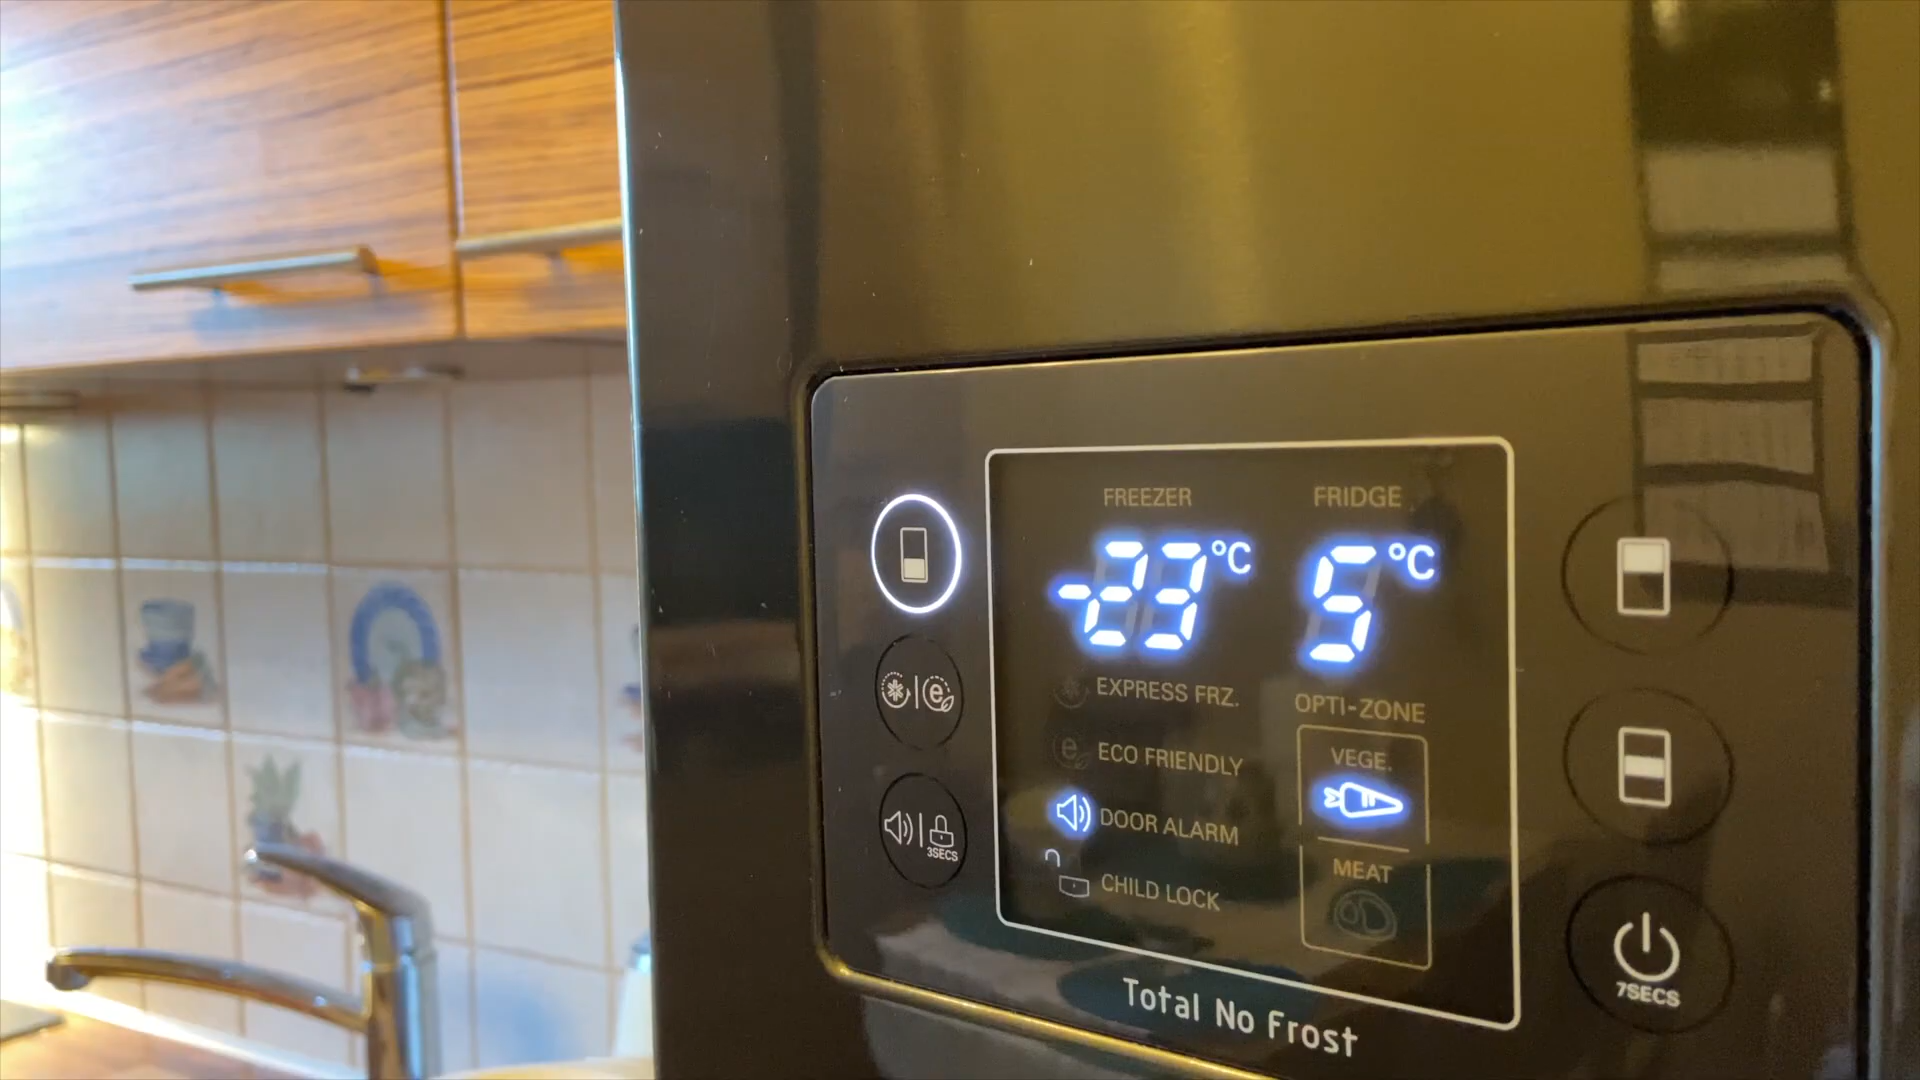 FREEZER
FRIDGE
-23°C
5°C
EXPRESS FRZ.
OPTI-ZONE
ECO FRIENDLY
VEGE.
DOOR ALARM
MEAT
CHILD LOCK
e
3SECS
7SECS
Total No Frost